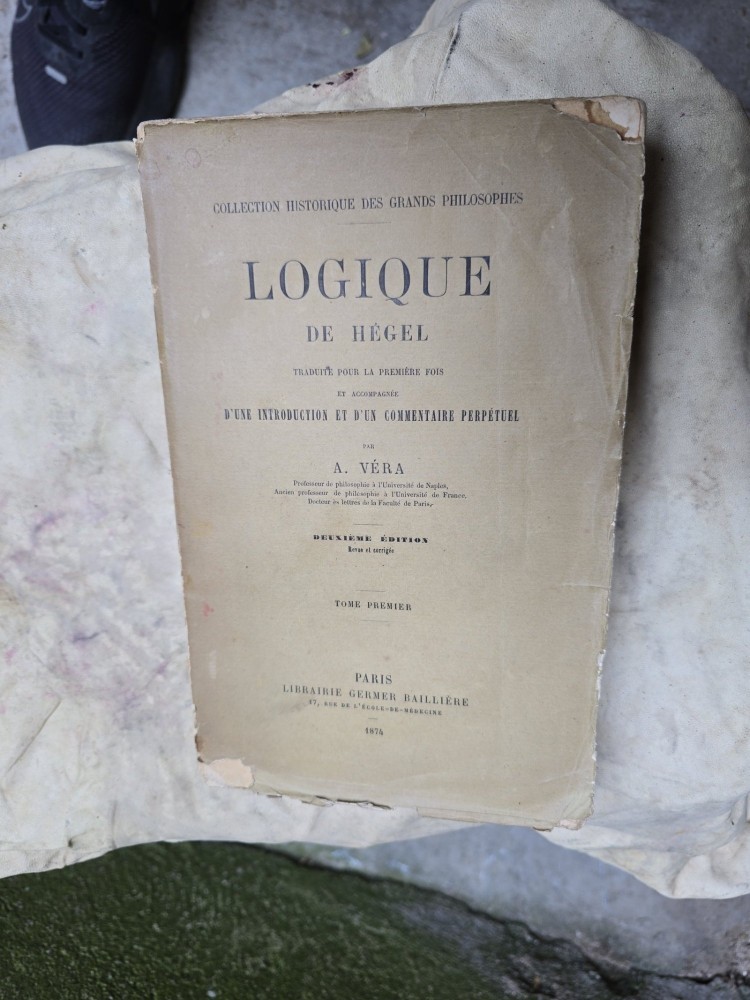 COLLECTION HISTORIQUE DES GRANDS PHILOSOPHES
LOGIQUE
DE HÉGEL
TRADUITE POUR LA PREMIÈRE FOIS
ET ACCOMPAGNÉE
D'UNE INTRODUCTION ET D'UN COMMENTAIRE PERPÉTUEL
PAR
A. VÉRA
Professeur de philosophie à l'Université de Naples,
Ancien professeur de philosophie à l'Université de France,
Docteur ès lettres de la Faculté de Paris.
DEUXIÈME ÉDITION
Revue et corrigée
TOME PREMIER
PARIS
LIBRAIRIE GERMER BAILLIÈRE
17, RUE DE L'ÉCOLE-DE-MÉDECINE
1874